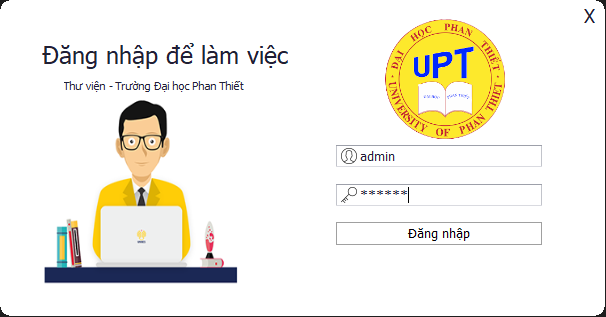 X
Đăng nhập để làm việc
Thư viện - Trường Đại học Phan Thiết
ĐẠI HỌC PHAN THIẾT
UPT
UNIVERSITY OF PHAN THIET
admin
******
Đăng nhập